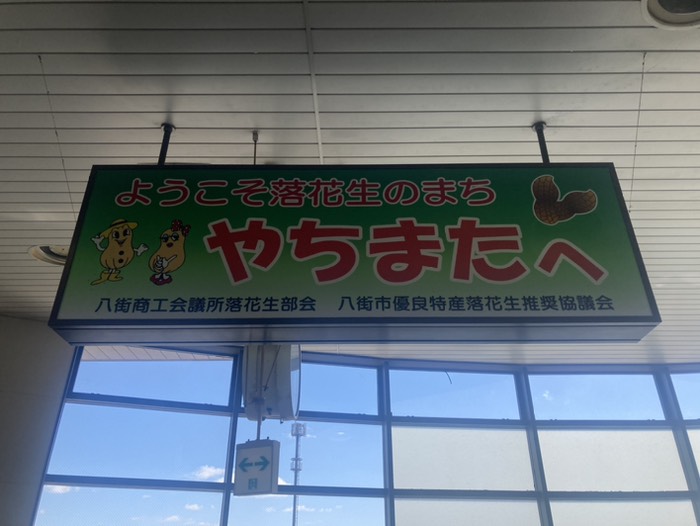 ようこそ落花生のまち
やちまたへ
八街商工会議所落花生部会 八街市優良特産落花生推奨協議会